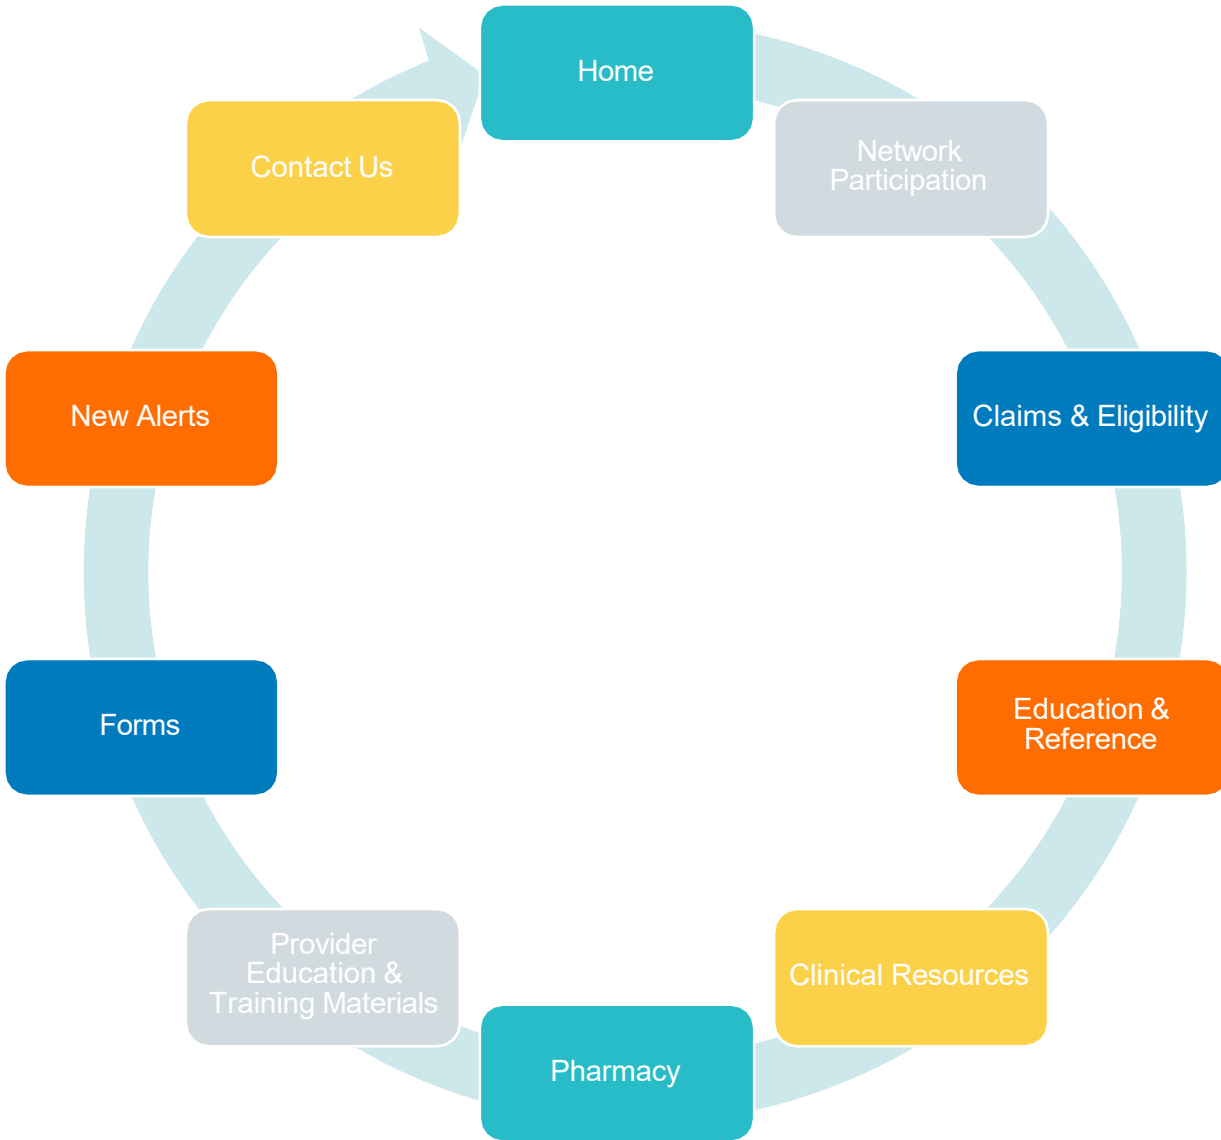 Home
Network
Participation
Claims & Eligibility
Education &
Reference
Clinical Resources
Pharmacy
Provider
Education &
Training Materials
Forms
New Alerts
Contact Us